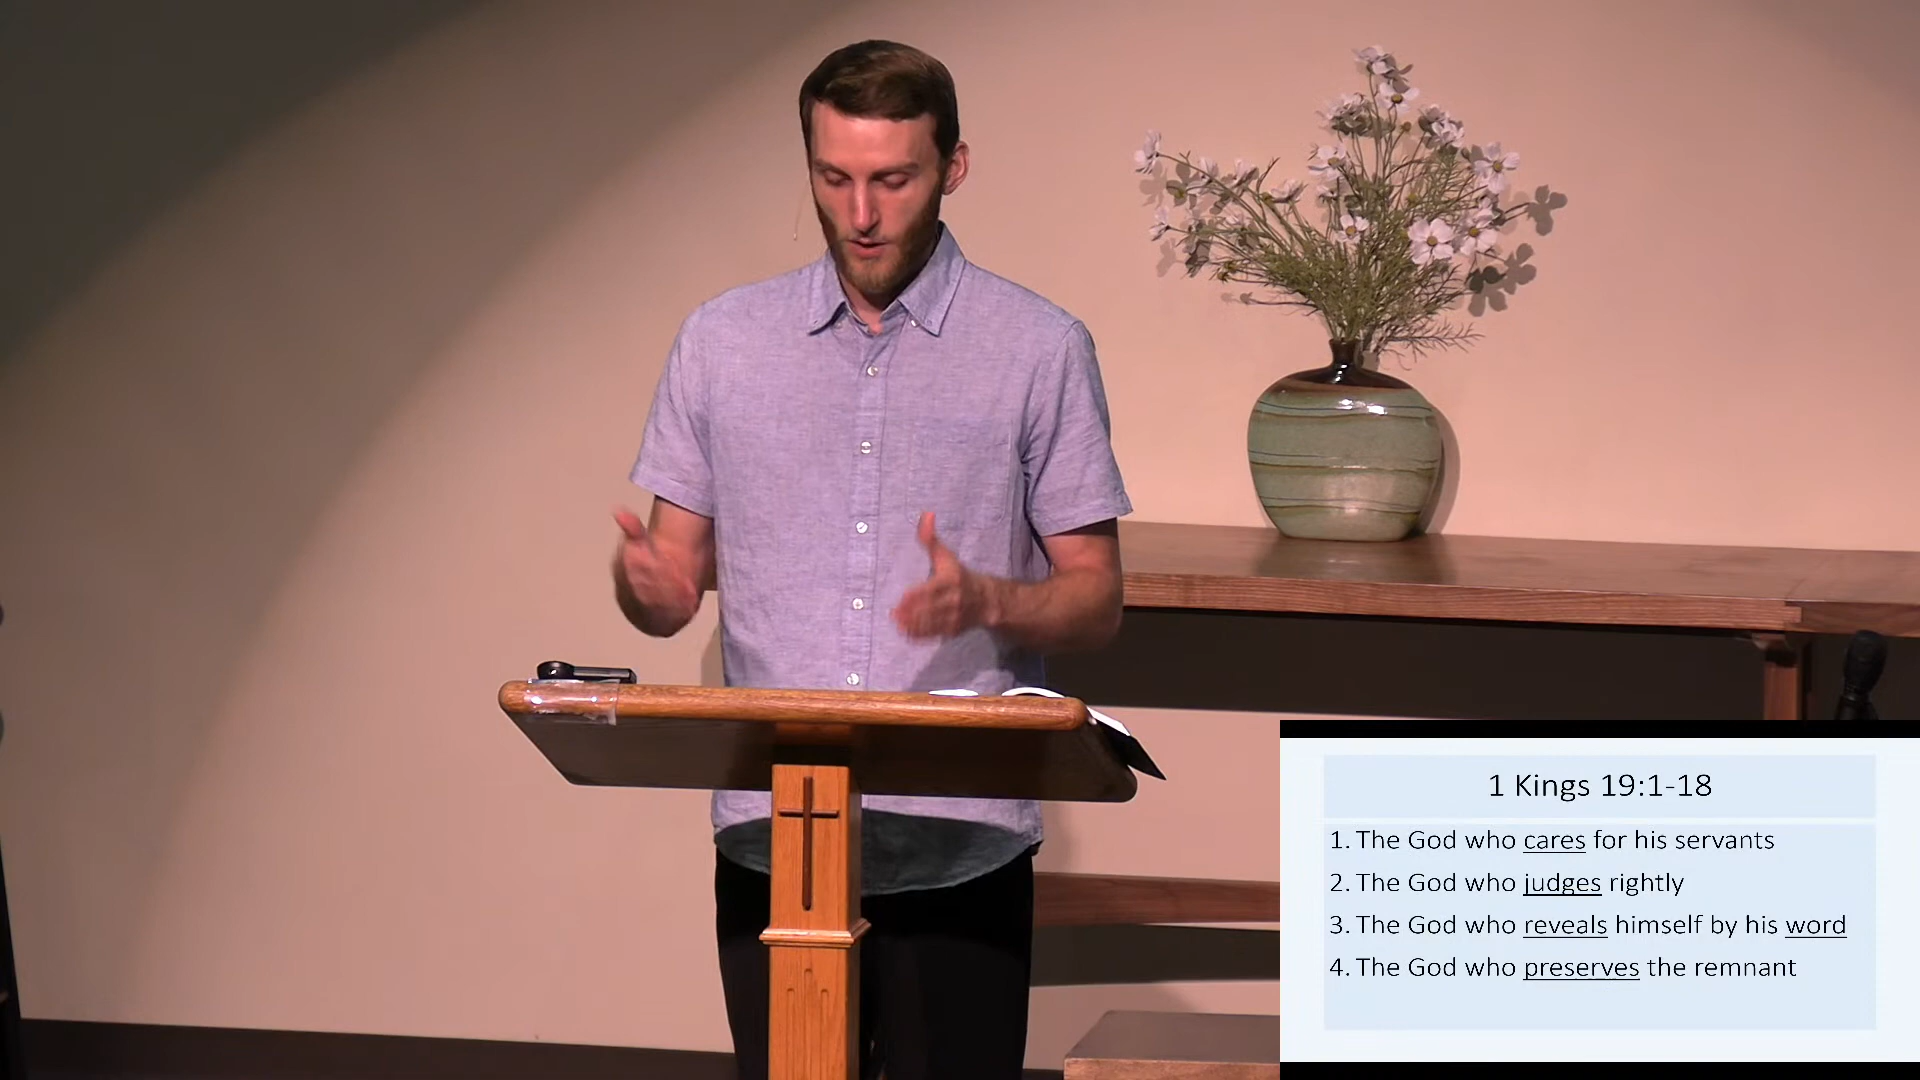 1 Kings 19:1-18
1. The God who cares for his servants
2. The God who judges rightly
3. The God who reveals himself by his word
4. The God who preserves the remnant